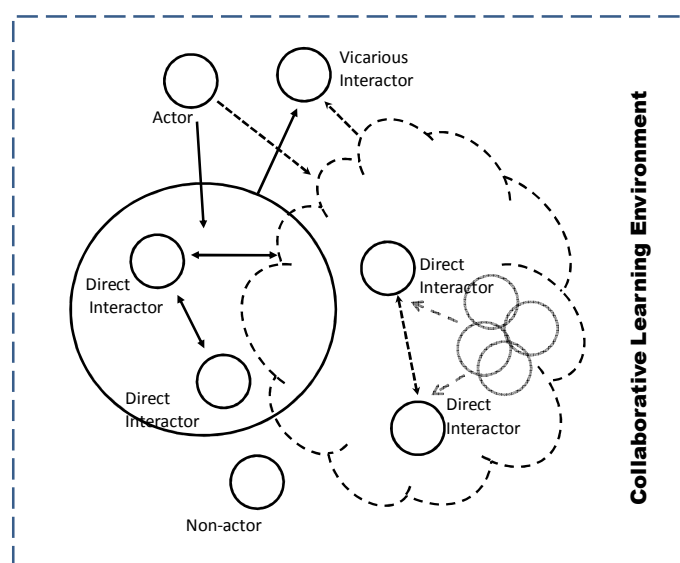 Vicarious
Interactor
Actor
Direct
Interactor
Direct
Interactor
Direct
Interactor
Direct
Interactor
Non-actor
Collaborative Learning Environment